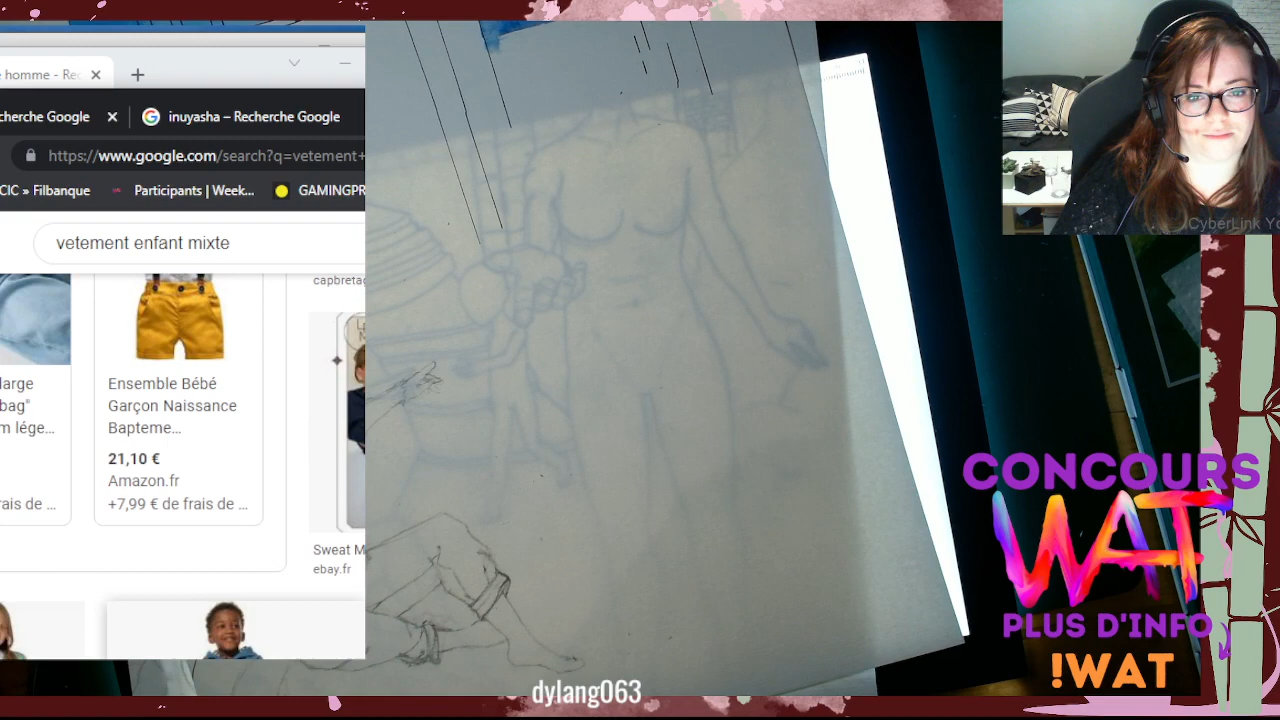 homme - Re
cherche Google
inuyasha – Recherche Google
https://www.google.com/search?q=vetement+
CIC » Filbanque
Participants | Week...
GAMINGPR
vetement enfant mixte
large
bag"
m lége...
rais de ...
Ensemble Bébé
Garçon Naissance
Bapteme...
21,10 €
Amazon.fr
+7,99 € de frais de ...
capbreta
Sweat M
ebay.fr
CyberLink Yo
CONCOURS
WAT
PLUS D'INFO
!WAT
dylang063